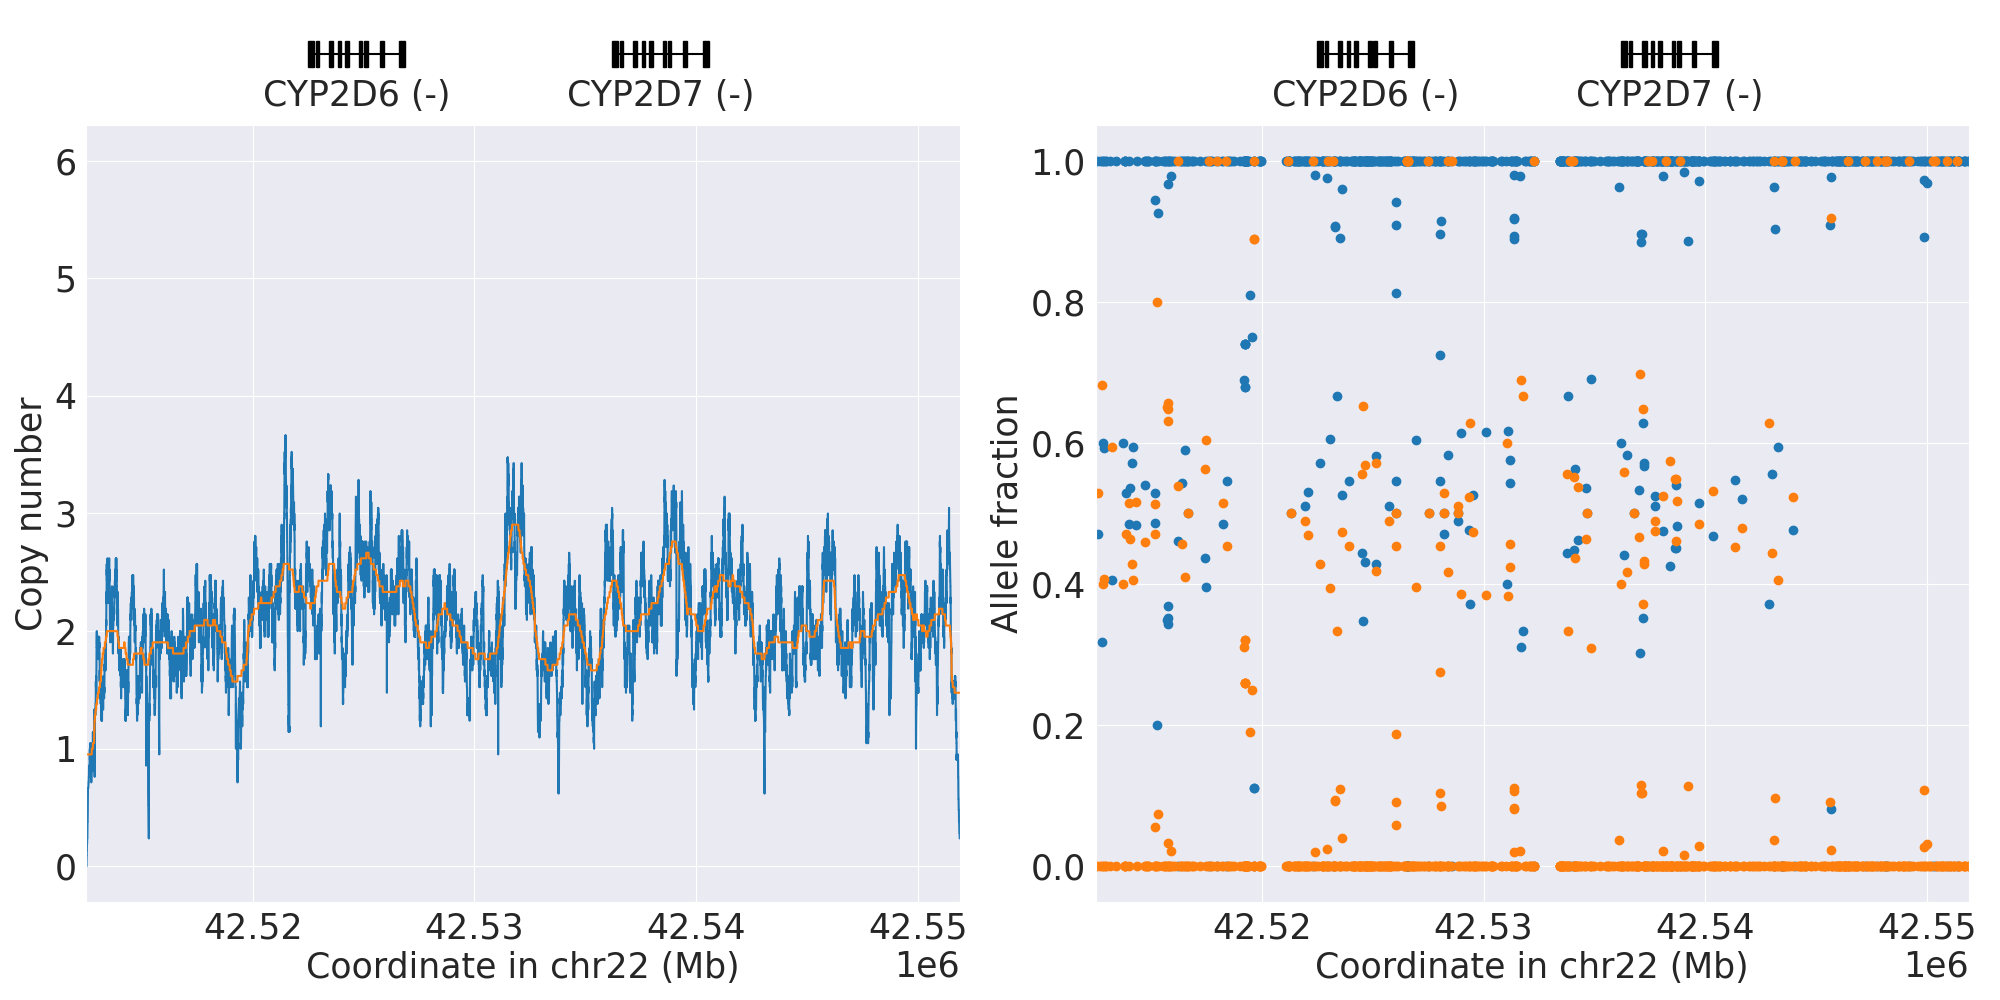 CYP2D6 (-) CYP2D7 (-)
CYP2D6 (-) CYP2D7 (-)
Copy number
6
5
4
3
2
1
0
42.52 42.53 42.54 42.55
Coordinate in chr22 (Mb) 1e6
Allele fraction
1.0
0.8
0.6
0.4
0.2
0.0
42.52 42.53 42.54 42.55
Coordinate in chr22 (Mb) 1e6